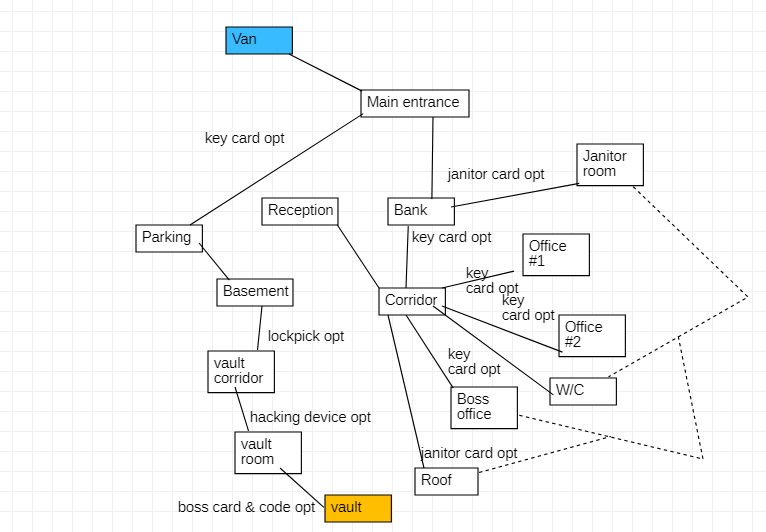 Van
Main entrance
key card opt
Janitor
room
janitor card opt
Reception
Bank
Parking
key card opt
Office
#1
key
card opt
Basement
Corridor
key
card opt
Office
#2
lockpick opt
vault
corridor
key
card opt
W/C
Boss
office
hacking device opt
vault
room
janitor card opt
Roof
boss card & code opt
vault